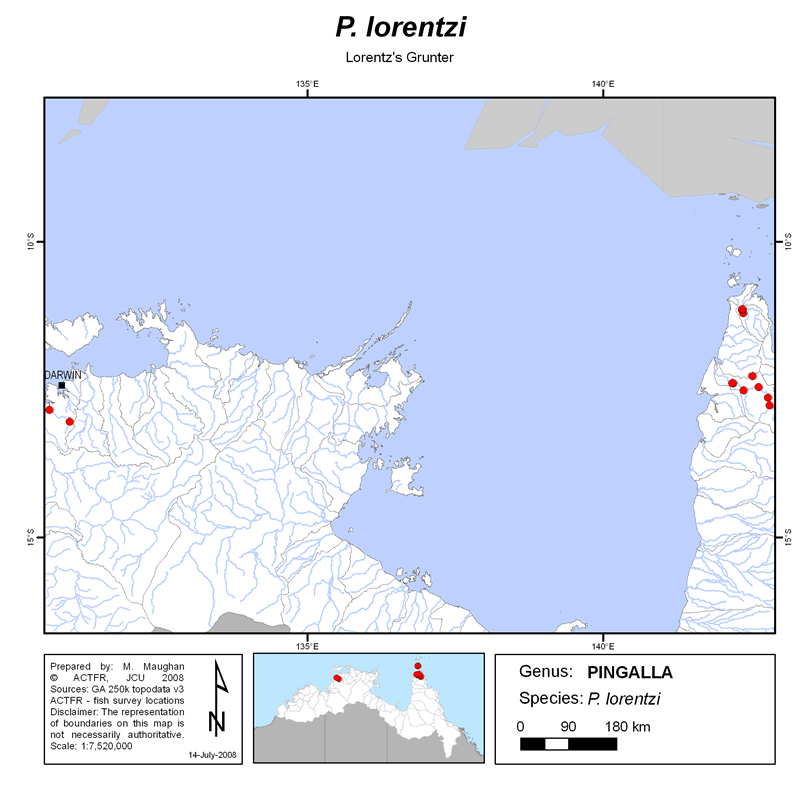 P. lorentzi
Lorentz's Grunter
135°E 140°E
10°S 10°S
DARWIN
15°S 15°S
135°E 140°E
Prepared by: M. Maughan
© ACTFR, JCU 2008
Sources: GA 250k topodata v3
ACTFR - fish survey locations
Disclaimer: The representation
of boundaries on this map is
not necessarily authoritative.
Scale: 1:7,520,000
14-July-2008
N
Genus: PINGALLA
Species: P. lorentzi
0 90 180 km